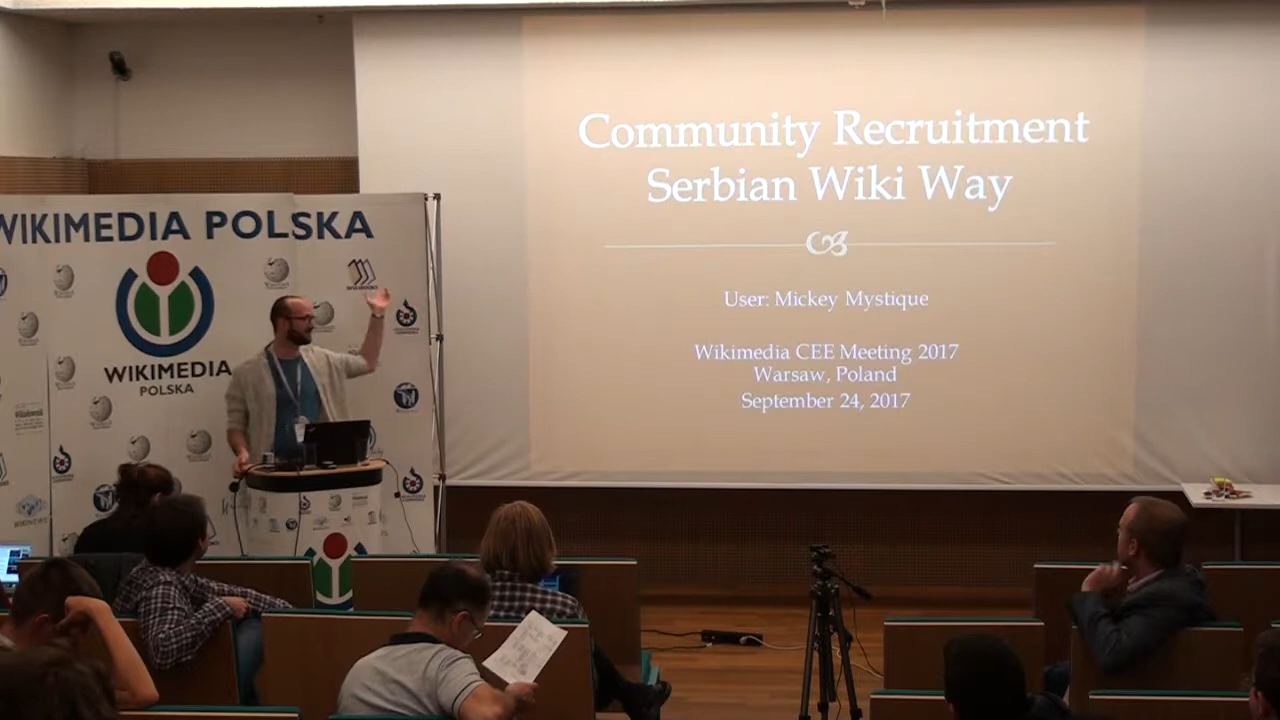 WIKIMEDIA POLSKA
WIKIMEDIA
POLSKA
Community Recruitment
Serbian Wiki Way
User: Mickey Mystique
Wikimedia CEE Meeting 2017
Warsaw, Poland
September 24, 2017